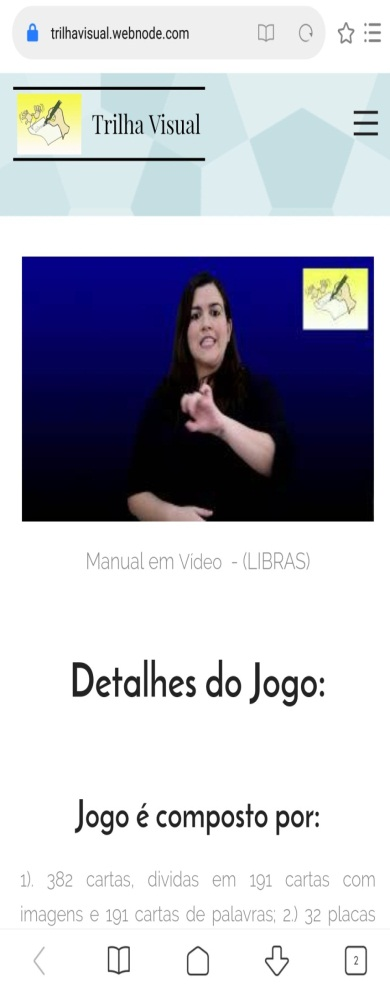 trilhavisual.webnode.com
Trilha Visual
Manual em Vídeo - (LIBRAS)
Detalhes do Jogo:
Jogo é composto por:
1). 382 cartas, dividas em 191 cartas com
imagens e 191 cartas de palavras; 2.) 32 placas
2